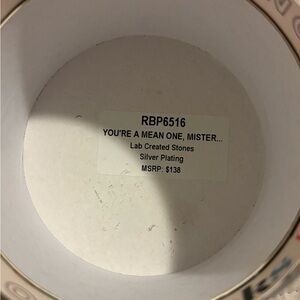 RBP6516
YOU'RE A MEAN ONE, MISTER...
Lab Created Stones
Silver Plating
MSRP: $138